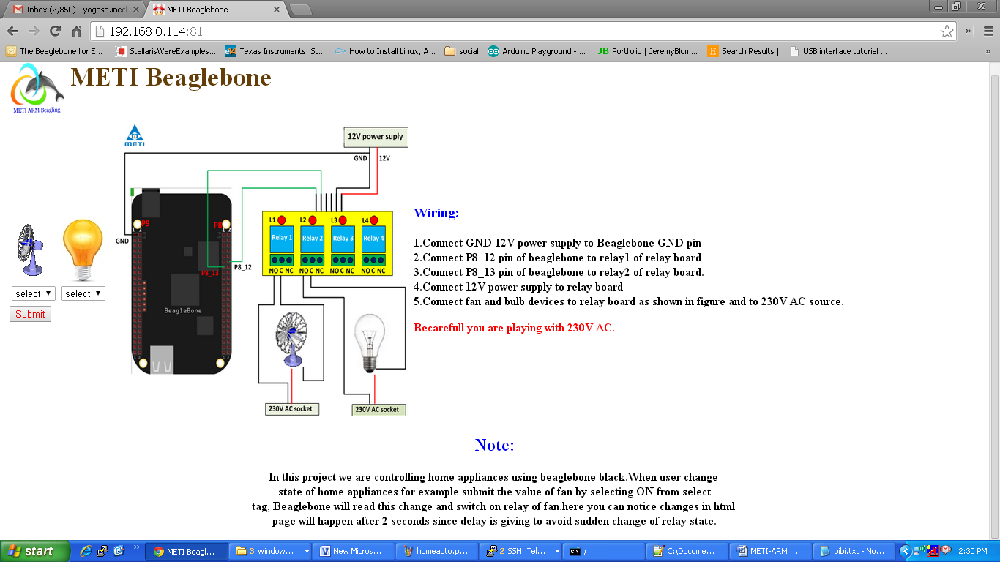 Inbox (2,850) - yogesh.inec
METI Beaglebone
192.168.0.114:81
The Beaglebone for E...
StellarisWareExamples...
Texas Instruments: St...
How to Install Linux, A...
social
Arduino Playground - ...
JB Portfolio | JeremyBlum...
E Search Results |
USB interface tutorial ...
METI Beaglebone
METI ARM Beagling
METI
12V power suply
GND
12V
P9
P8
1 2
1 2
GND
P8_13
P8_12
BeagleBone
L1
L2
L3
L4
Relay 1
Relay 2
Relay 3
Relay 4
NO C NC
NO C NC
NO C NC
NO C NC
230V AC socket
230V AC socket
select
select
Submit
Wiring:
1.Connect GND 12V power supply to Beaglebone GND pin
2.Connect P8_12 pin of beaglebone to relay1 of relay board
3.Connect P8_13 pin of beaglebone to relay2 of relay board.
4.Connect 12V power supply to relay board
5.Connect fan and bulb devices to relay board as shown in figure and to 230V AC source.
Becarefull you are playing with 230V AC.
Note:
In this project we are controlling home appliances using beaglebone black.When user change
state of home appliances for example submit the value of fan by selecting ON from select
tag, Beaglebone will read this change and switch on relay of fan.here you can notice changes in html
page will happen after 2 seconds since delay is giving to avoid sudden change of relay state.
start
METI Beagl...
3 Window...
New Micros...
homeauto.p...
2 SSH, Tel...
/
C:\Docume...
METI-ARM ...
bibi.txt - No...
2:30 PM